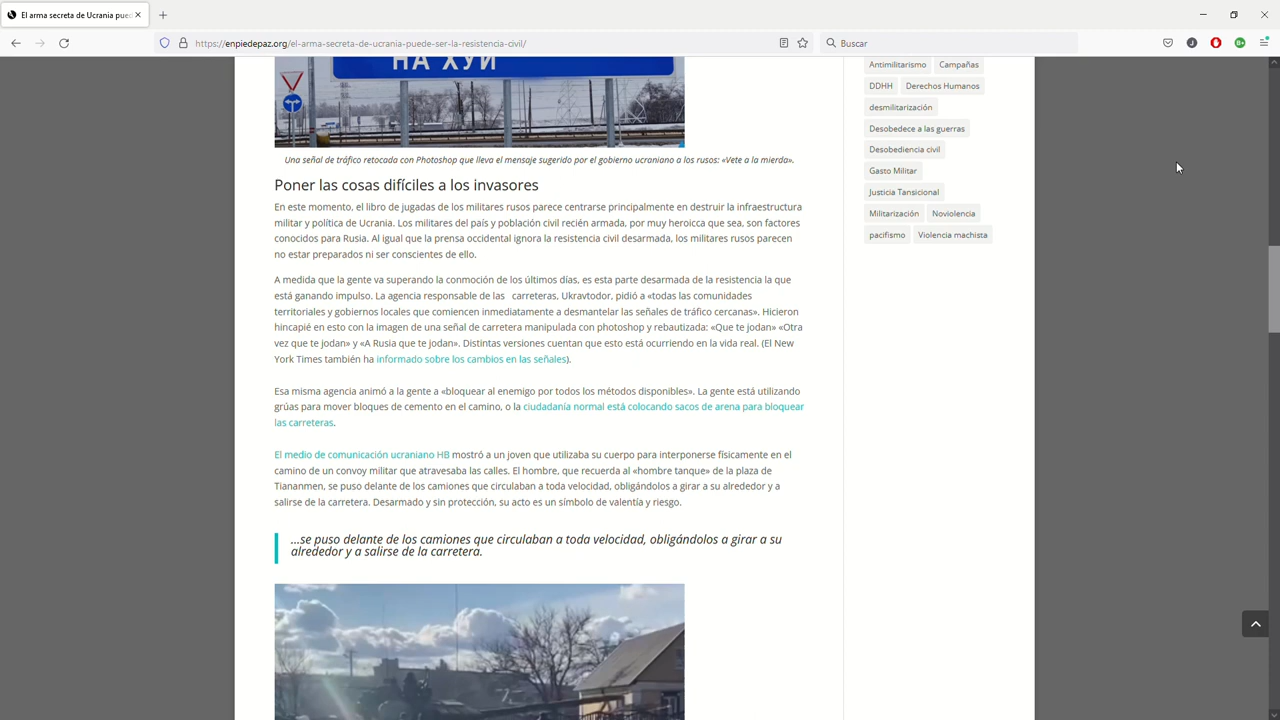 El arma secreta de Ucrania pue
https://enpiedepaz.org/el-arma-secreta-de-ucrania-puede-ser-la-resistencia-civil/
Buscar
НА ХУЙ
Una señal de tráfico retocada con Photoshop que lleva el mensaje sugerido por el gobierno ucraniano a los rusos: «Vete a la mierda».
Poner las cosas difíciles a los invasores
En este momento, el libro de jugadas de los militares rusos parece centrarse principalmente en destruir la infraestructura
militar y política de Ucrania. Los militares del país y población civil recién armada, por muy heroicca que sea, son factores
conocidos para Rusia. Al igual que la prensa occidental ignora la resistencia civil desarmada, los militares rusos parecen
no estar preparados ni ser conscientes de ello.
A medida que la gente va superando la conmoción de los últimos días, es esta parte desarmada de la resistencia la que
está ganando impulso. La agencia responsable de las carreteras, Ukravtodor, pidió a «todas las comunidades
territoriales y gobiernos locales que comiencen inmediatamente a desmantelar las señales de tráfico cercanas». Hicieron
hincapié en esto con la imagen de una señal de carretera manipulada con photoshop y rebautizada: «Que te jodan» «Otra
vez que te jodan» y «A Rusia que te jodan». Distintas versiones cuentan que esto está ocurriendo en la vida real. (El New
York Times también ha informado sobre los cambios en las señales).
Esa misma agencia animó a la gente a «bloquear al enemigo por todos los métodos disponibles». La gente está utilizando
grúas para mover bloques de cemento en el camino, o la ciudadanía normal está colocando sacos de arena para bloquear
las carreteras.
El medio de comunicación ucraniano HB mostró a un joven que utilizaba su cuerpo para interponerse físicamente en el
camino de un convoy militar que atravesaba las calles. El hombre, que recuerda al «hombre tanque» de la plaza de
Tiananmen, se puso delante de los camiones que circulaban a toda velocidad, obligándolos a girar a su alrededor y a
salirse de la carretera. Desarmado y sin protección, su acto es un símbolo de valentía y riesgo.
...se puso delante de los camiones que circulaban a toda velocidad, obligándolos a girar a su
alrededor y a salirse de la carretera.
Antimilitarismo Campañas
DDHH Derechos Humanos
desmilitarización
Desobedece a las guerras
Desobediencia civil
Gasto Militar
Justicia Tansicional
Militarización Noviolencia
pacifismo Violencia machista